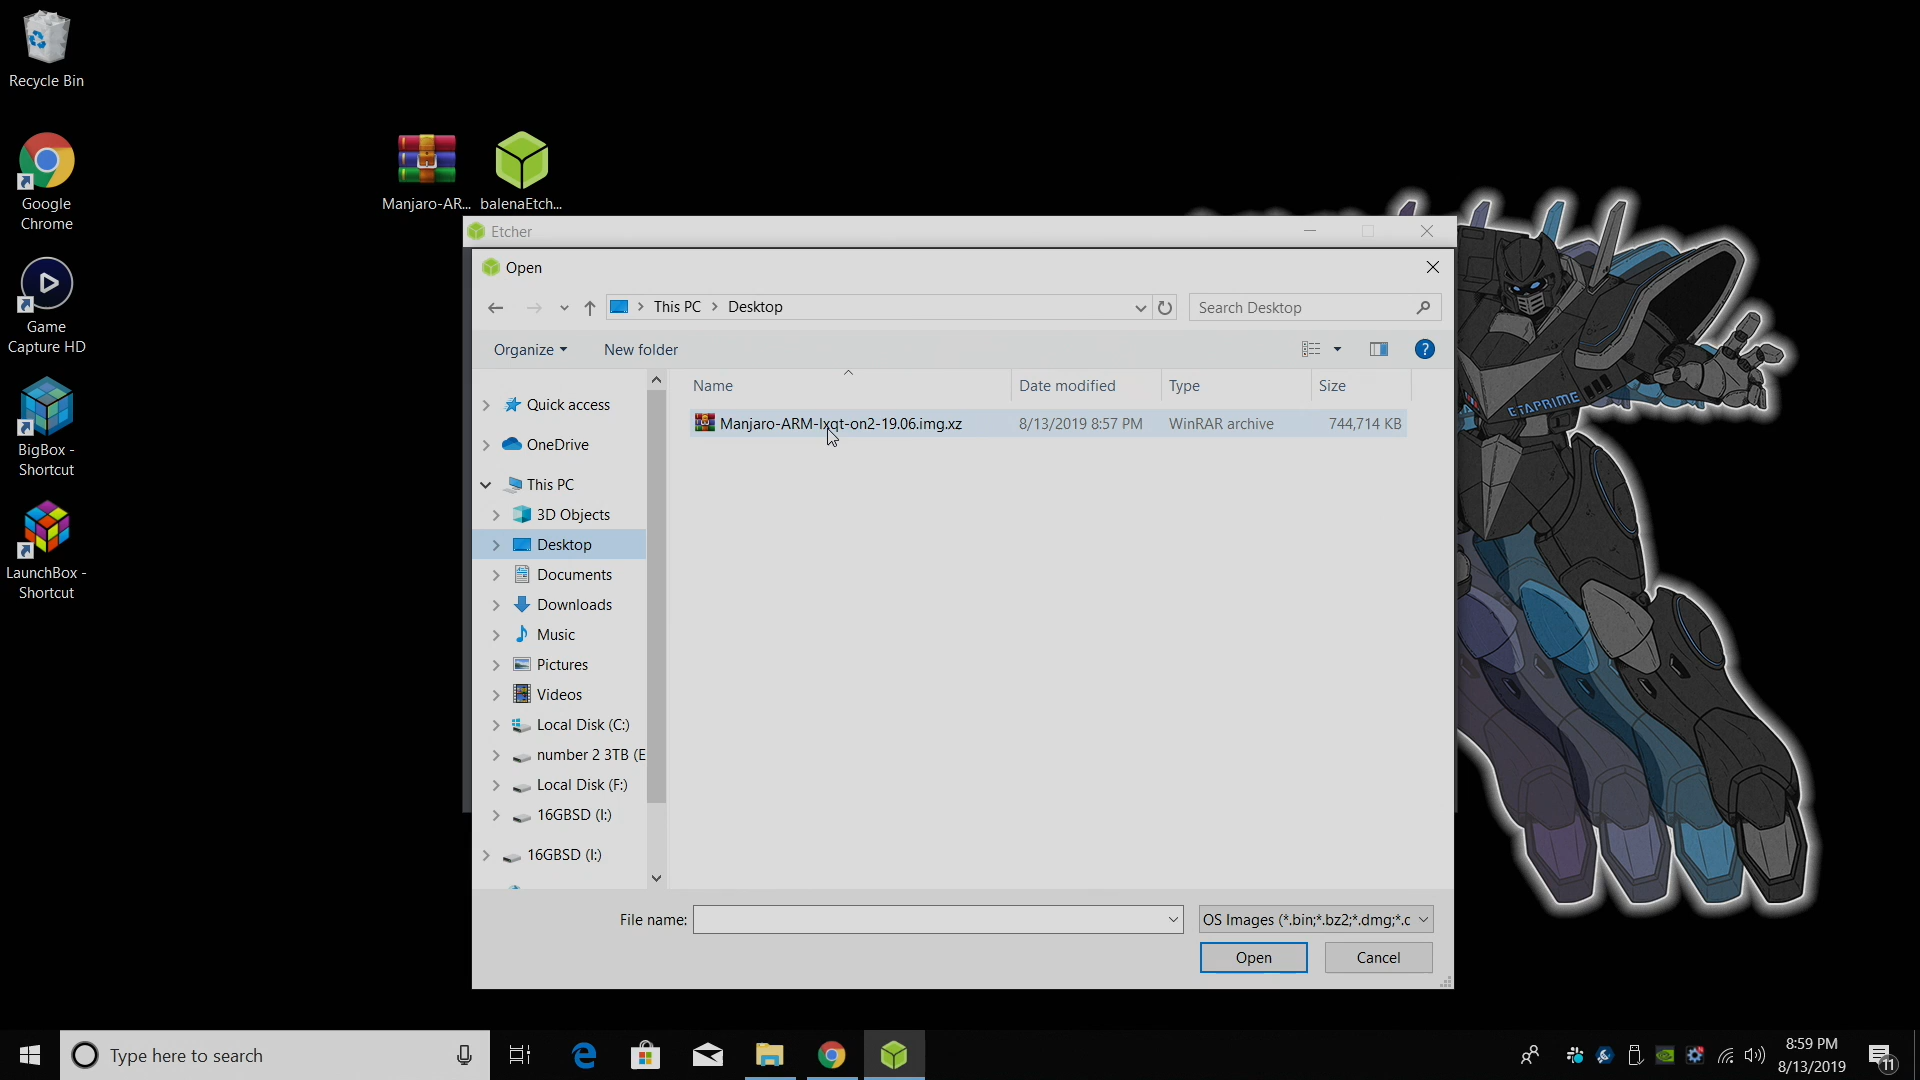 Recycle Bin
Google
Chrome
Game
Capture HD
BigBox -
Shortcut
LaunchBox -
Shortcut
Manjaro-AR...
balenaEtch...
Etcher
Open
This PC
Desktop
Search Desktop
Organize
New folder
?
Name
Date modified
Type
Size
Manjaro-ARM-lxqt-on2-19.06.img.xz
8/13/2019 8:57 PM
WinRAR archive
744,714 KB
Quick access
OneDrive
This PC
3D Objects
Desktop
Documents
Downloads
Music
Pictures
Videos
Local Disk (C:)
number 2 3TB (E
Local Disk (F:)
16GBSD (I:)
16GBSD (I:)
File name:
OS Images (*.bin;*.bz2;*.dmg;*.c
Open
Cancel
ETAPRIME
Type here to search
8:59 PM
8/13/2019
11